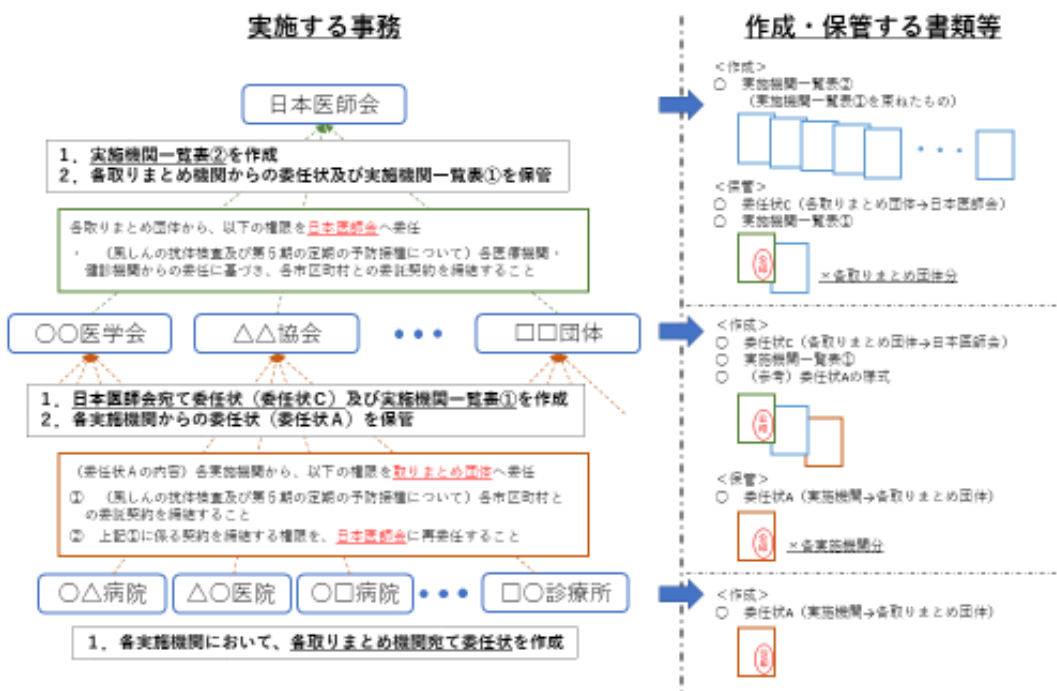 実施する事務
日本医師会
1. 実施機関一覧表②を作成
2. 各取りまとめ機関からの委任状及び実施機関一覧表①を保管
各取りまとめ団体から、以下の権限を日本医師会へ委任
・ （風しんの抗体検査及び第５期の定期の予防接種について）各医療機関・
健診機関からの委任に基づき、各市区町村との委託契約を締結すること
○○医学会
△△協会
・・・
□□団体
1. 日本医師会宛て委任状（委任状Ｃ）及び実施機関一覧表①を作成
2. 各実施機関からの委任状（委任状Ａ）を保管
（委任状Ａの内容）各実施機関から、以下の権限を取りまとめ団体へ委任
① （風しんの抗体検査及び第５期の定期の予防接種について）各市区町村と
の委託契約を締結すること
② 上記①に係る契約を締結する権限を、日本医師会に再委任すること
○△病院
△○医院
○□病院
・・・
□○診療所
1. 各実施機関において、各取りまとめ機関宛て委任状を作成
作成・保管する書類等
＜作成＞
○ 実施機関一覧表②
（実施機関一覧表①を束ねたもの）
・・・
＜保管＞
○ 委任状C（各取りまとめ団体→日本医師会）
○ 実施機関一覧表①
×各取りまとめ団体分
＜作成＞
○ 委任状C（各取りまとめ団体→日本医師会）
○ 実施機関一覧表①
○ （参考）委任状Aの様式
＜保管＞
○ 委任状A（実施機関→各取りまとめ団体）
×各実施機関分
＜作成＞
○ 委任状A（実施機関→各取りまとめ団体）